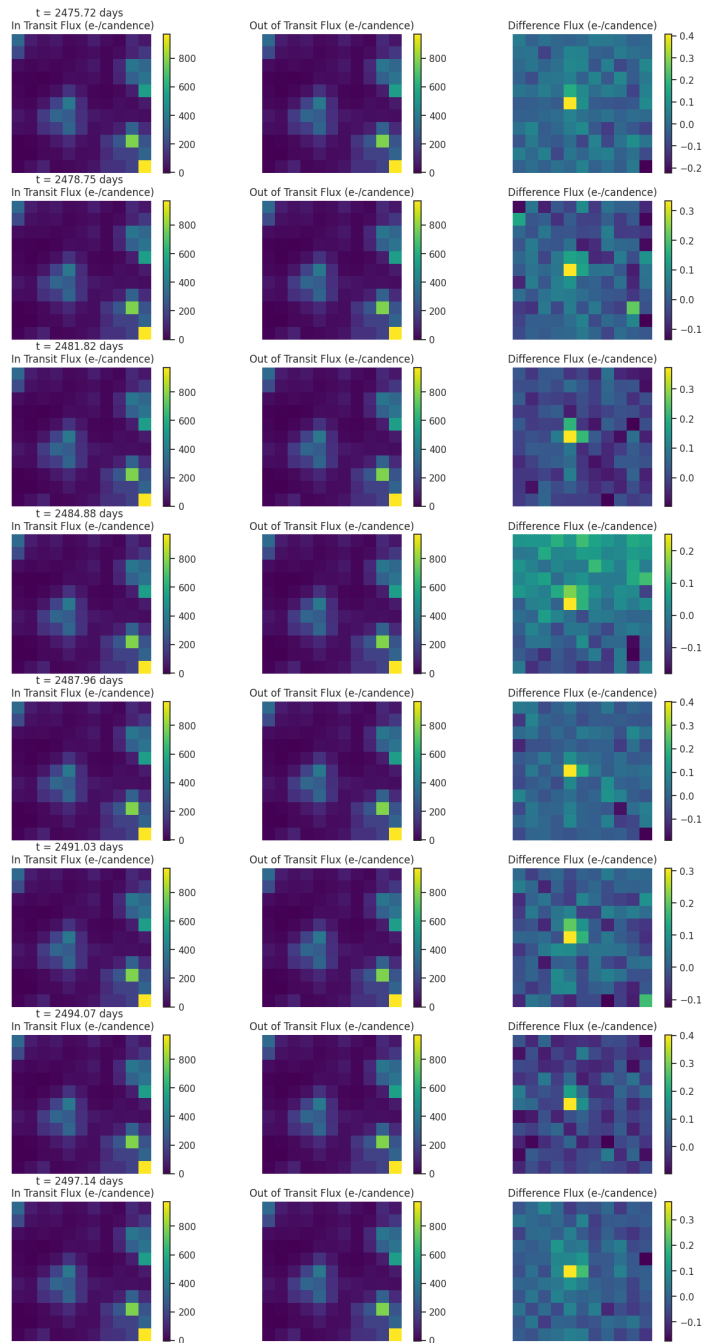 t = 2475.72 days
In Transit Flux (e-/candence) Out of Transit Flux (e-/candence) Difference Flux (e-/candence)
800 800 0.4
600 600 0.3
400 400 0.2
200 200 0.1
0 0 0.0
−0.1
−0.2
t = 2478.75 days
In Transit Flux (e-/candence) Out of Transit Flux (e-/candence) Difference Flux (e-/candence)
800 800 0.3
600 600 0.2
400 400 0.1
200 200 0.0
0 0 −0.1
t = 2481.82 days
In Transit Flux (e-/candence) Out of Transit Flux (e-/candence) Difference Flux (e-/candence)
800 800 0.3
600 600 0.2
400 400 0.1
200 200 0.0
0 0
t = 2484.88 days
In Transit Flux (e-/candence) Out of Transit Flux (e-/candence) Difference Flux (e-/candence)
800 800 0.2
600 600 0.1
400 400 0.0
200 200 −0.1
0 0
t = 2487.96 days
In Transit Flux (e-/candence) Out of Transit Flux (e-/candence) Difference Flux (e-/candence)
800 800 0.4
600 600 0.3
400 400 0.2
200 200 0.1
0 0 0.0
−0.1
t = 2491.03 days
In Transit Flux (e-/candence) Out of Transit Flux (e-/candence) Difference Flux (e-/candence)
800 800 0.3
600 600 0.2
400 400 0.1
200 200 0.0
0 0 −0.1
t = 2494.07 days
In Transit Flux (e-/candence) Out of Transit Flux (e-/candence) Difference Flux (e-/candence)
800 800 0.4
600 600 0.3
400 400 0.2
200 200 0.1
0 0 0.0
t = 2497.14 days
In Transit Flux (e-/candence) Out of Transit Flux (e-/candence) Difference Flux (e-/candence)
800 800 0.3
600 600 0.2
400 400 0.1
200 200 0.0
0 0 −0.1